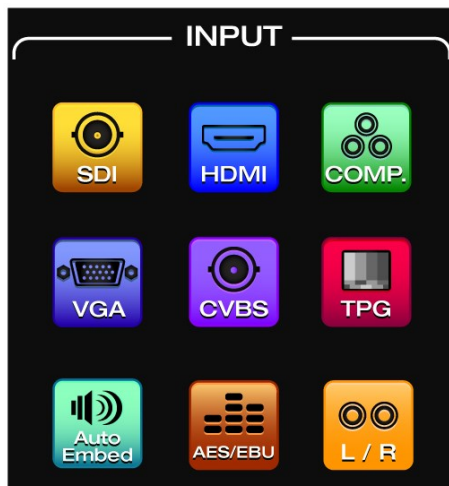 INPUT
SDI
HDMI
COMP.
VGA
CVBS
TPG
Auto
Embed
AES/EBU
L / R